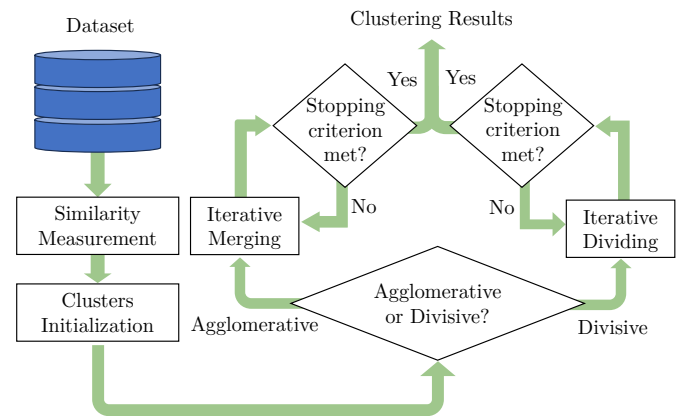 Dataset
Similarity
Measurement
Clusters
Initialization
Agglomerative
or Divisive?
Agglomerative
Divisive
Iterative
Merging
Stopping
criterion
met?
No
Yes
Iterative
Dividing
Stopping
criterion
met?
No
Yes
Clustering Results